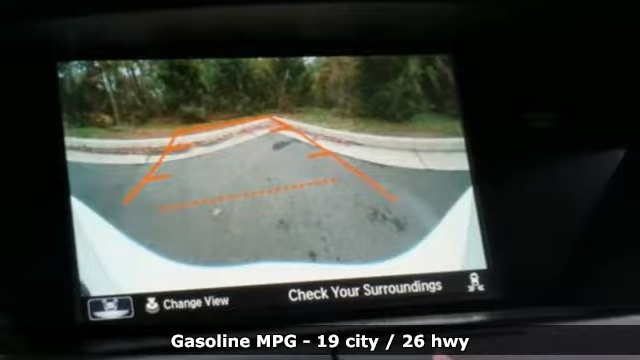 Change View
Check Your Surroundings
Gasoline MPG - 19 city / 26 hwy